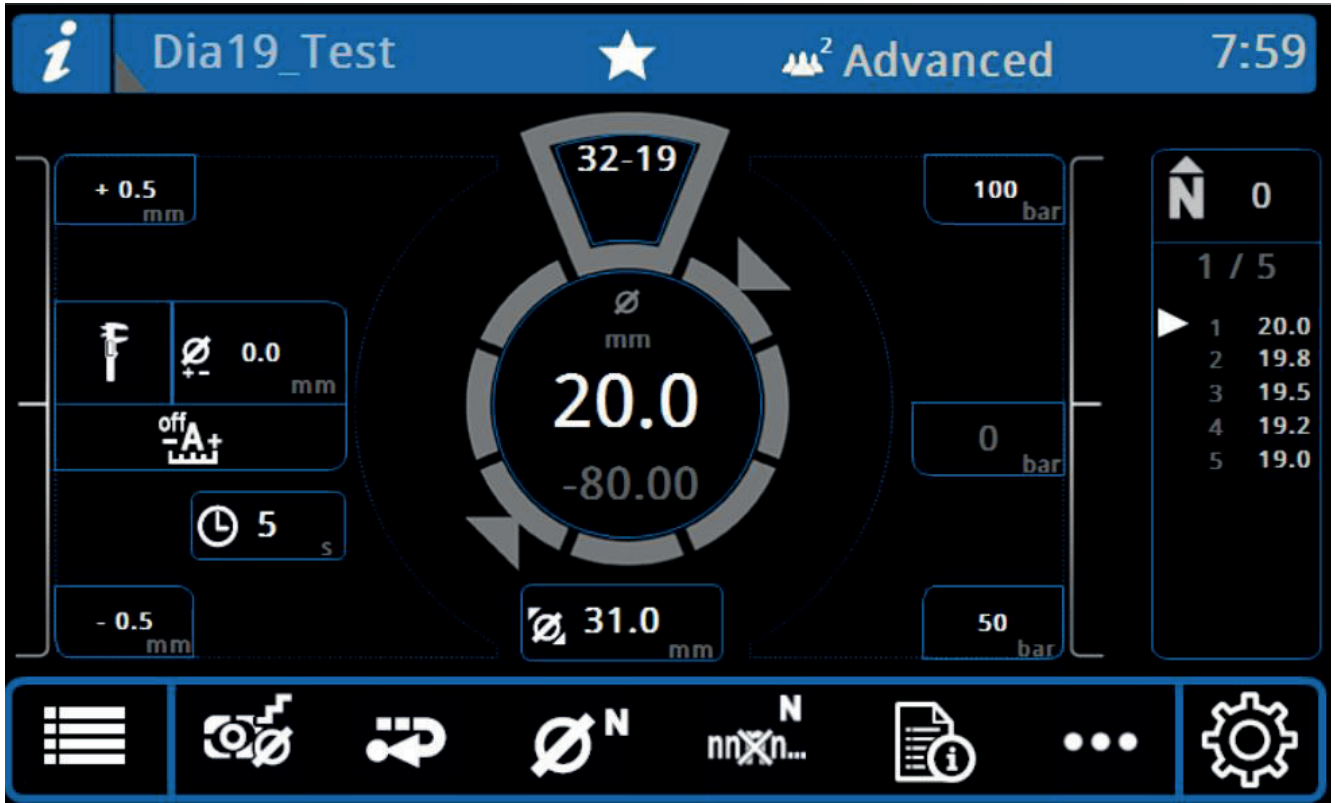 i Dia19_Test 2 Advanced 7:59
32-19
+ 0.5 mm
100 bar
N 0
1 / 5
1 20.0
2 19.8
3 19.5
4 19.2
5 19.0
Ø
mm
20.0
-80.00
Ø +- 0.0 mm
off
-A+
0 bar
5 s
- 0.5 mm
Ø 31.0 mm
50 bar
Ø Ø N nnXn... N i